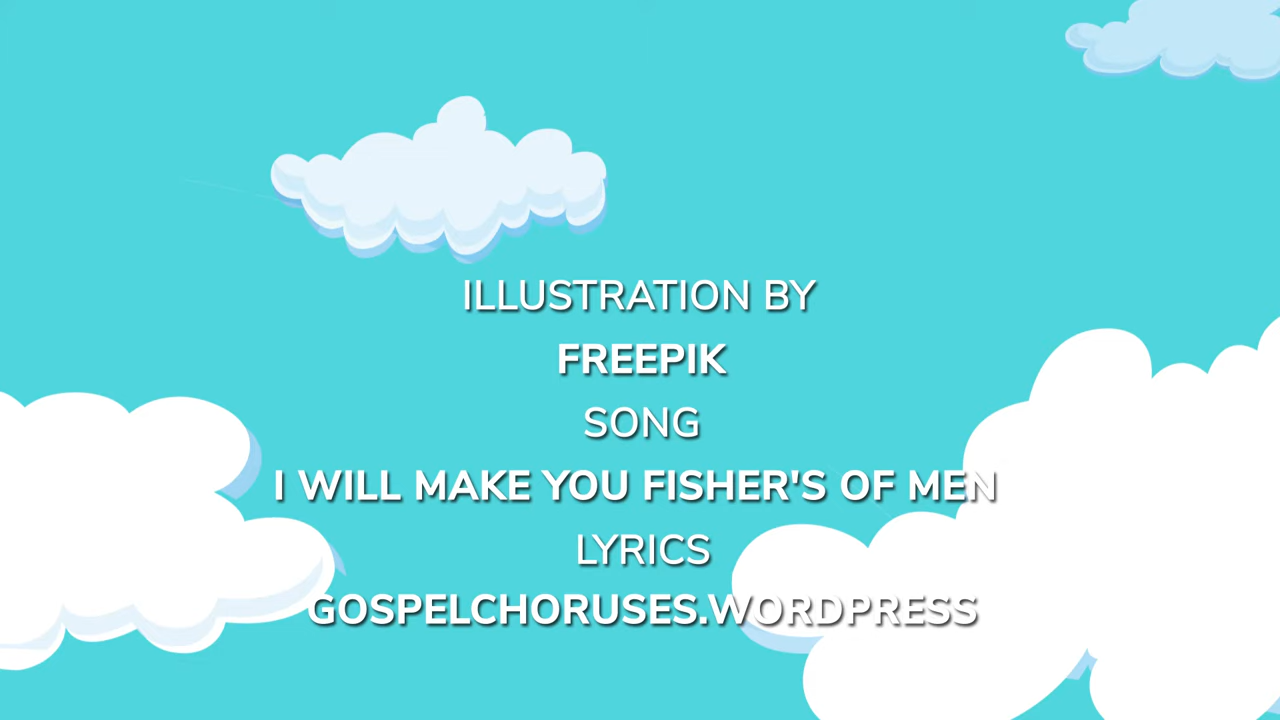 ILLUSTRATION BY
FREEPIK
SONG
I WILL MAKE YOU FISHER'S OF MEN
LYRICS
GOSPELCHORUSES.WORDPRESS